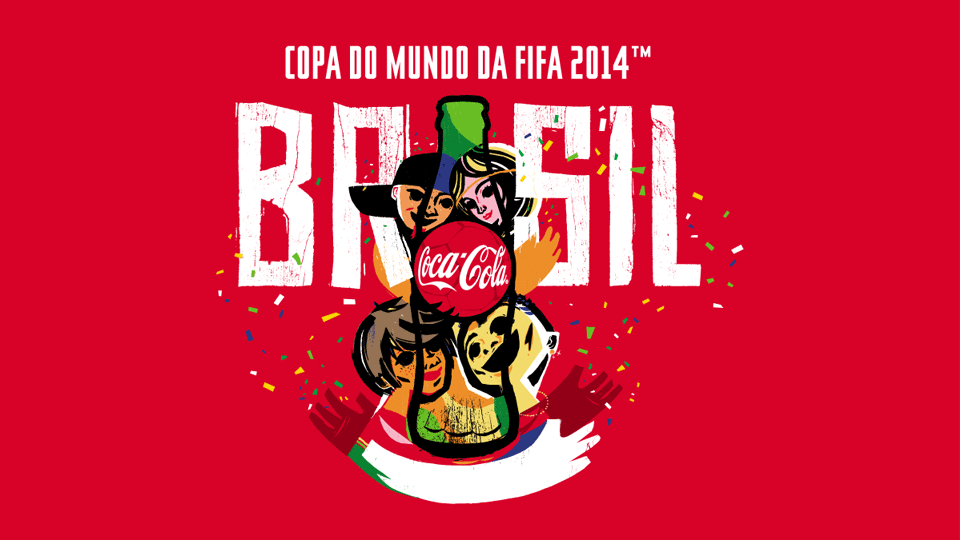 COPA DO MUNDO DA FIFA 2014™
BRASIL
Coca-Cola